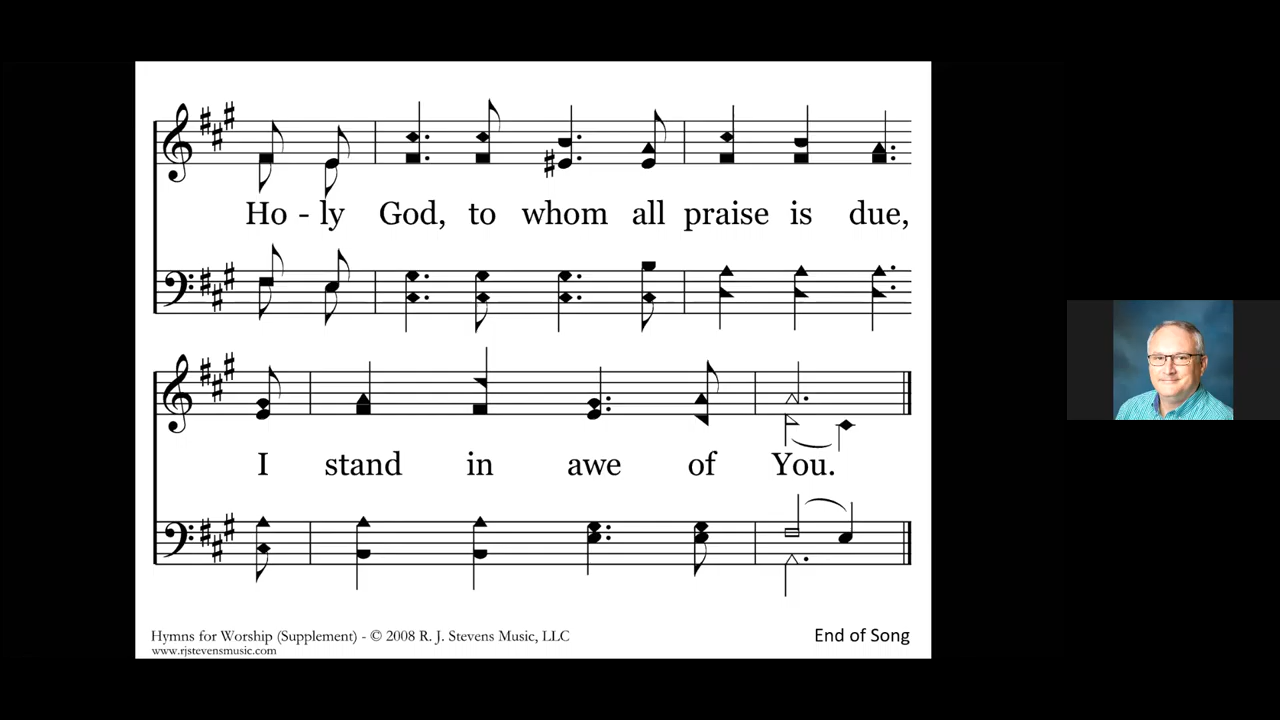 Ho - ly God, to whom all praise is due,
I stand in awe of You.
Hymns for Worship (Supplement) - © 2008 R. J. Stevens Music, LLC
www.rjstevensmusic.com
End of Song